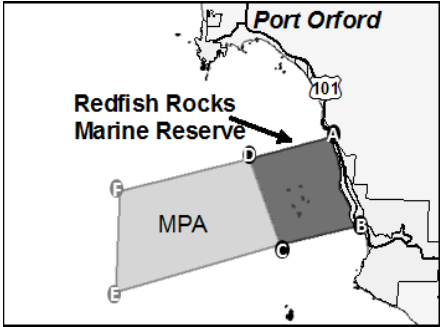 Port Orford
101
Redfish Rocks
Marine Reserve
A
D
F
MPA
B
C
E